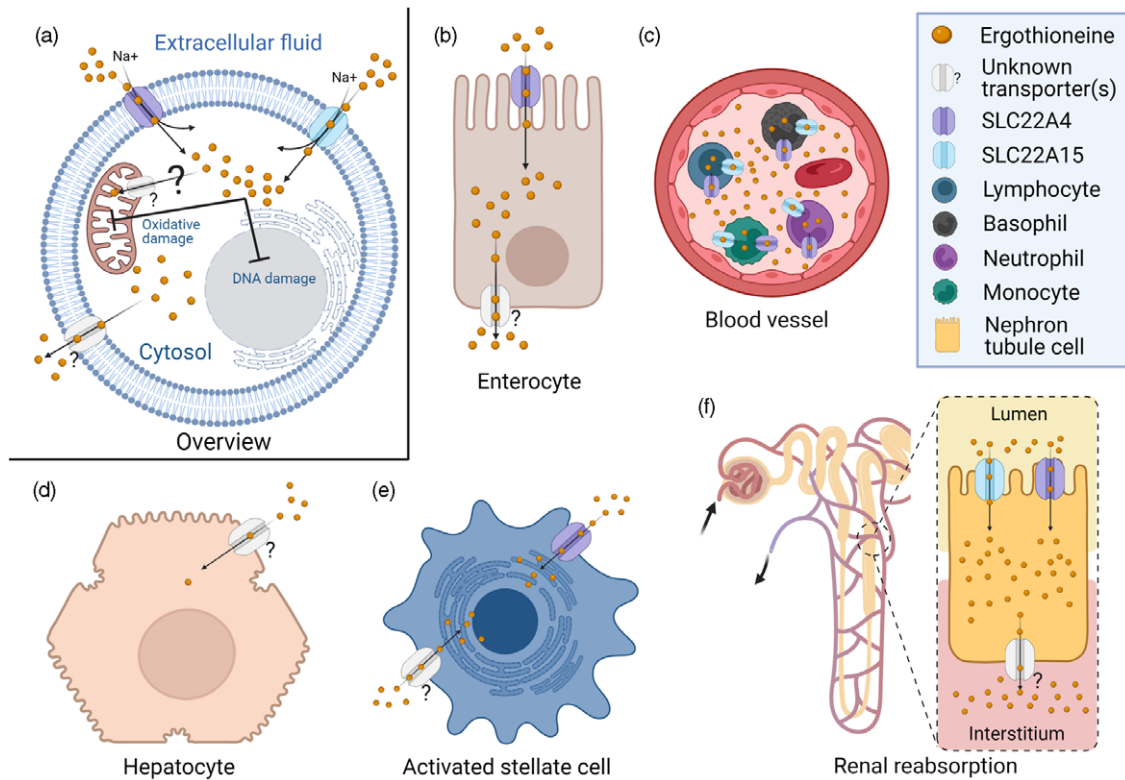 (a)
Extracellular fluid
Na+
Na+
?
?
Oxidative
damage
DNA damage
?
Cytosol
Overview
(b)
?
Enterocyte
(c)
Blood vessel
Ergothioneine
?
Unknown
transporter(s)
SLC22A4
SLC22A15
Lymphocyte
Basophil
Neutrophil
Monocyte
Nephron
tubule cell
(d)
?
Hepatocyte
(e)
?
Activated stellate cell
(f)
Lumen
?
Interstitium
Renal reabsorption